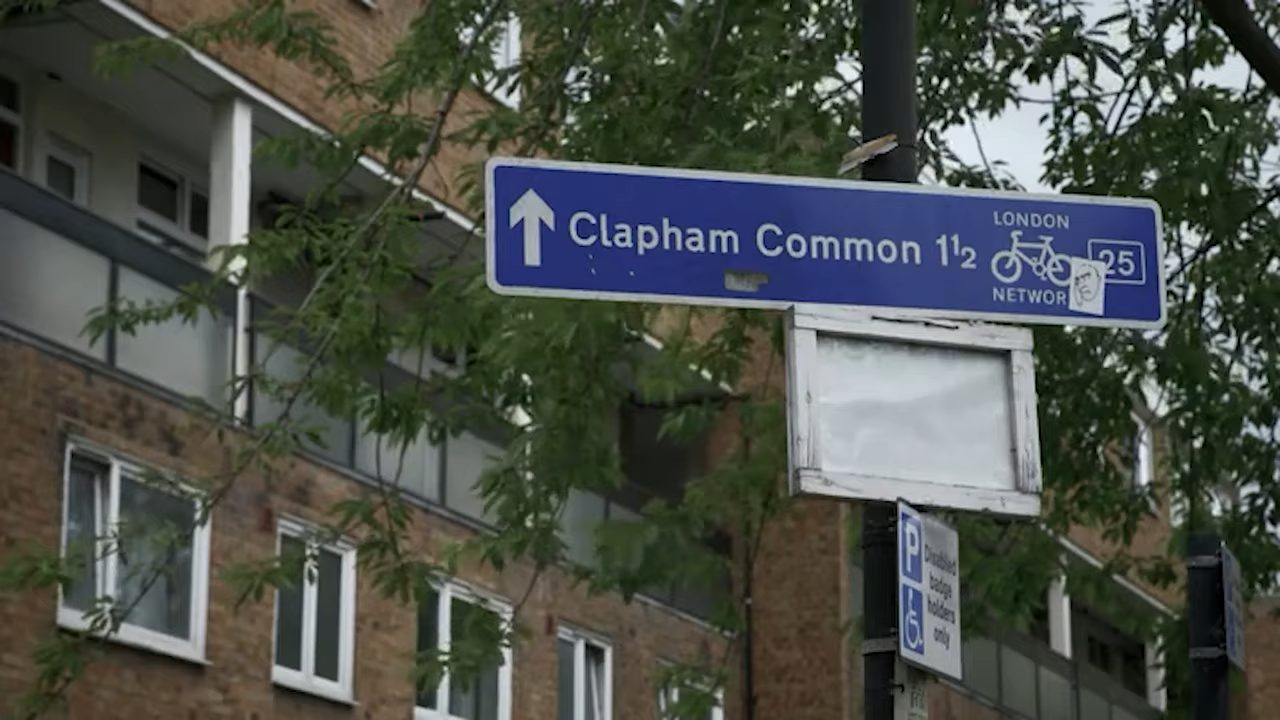 Clapham Common 1½
LONDON
25
NETWOR
P
Disabled
badge
holders
only